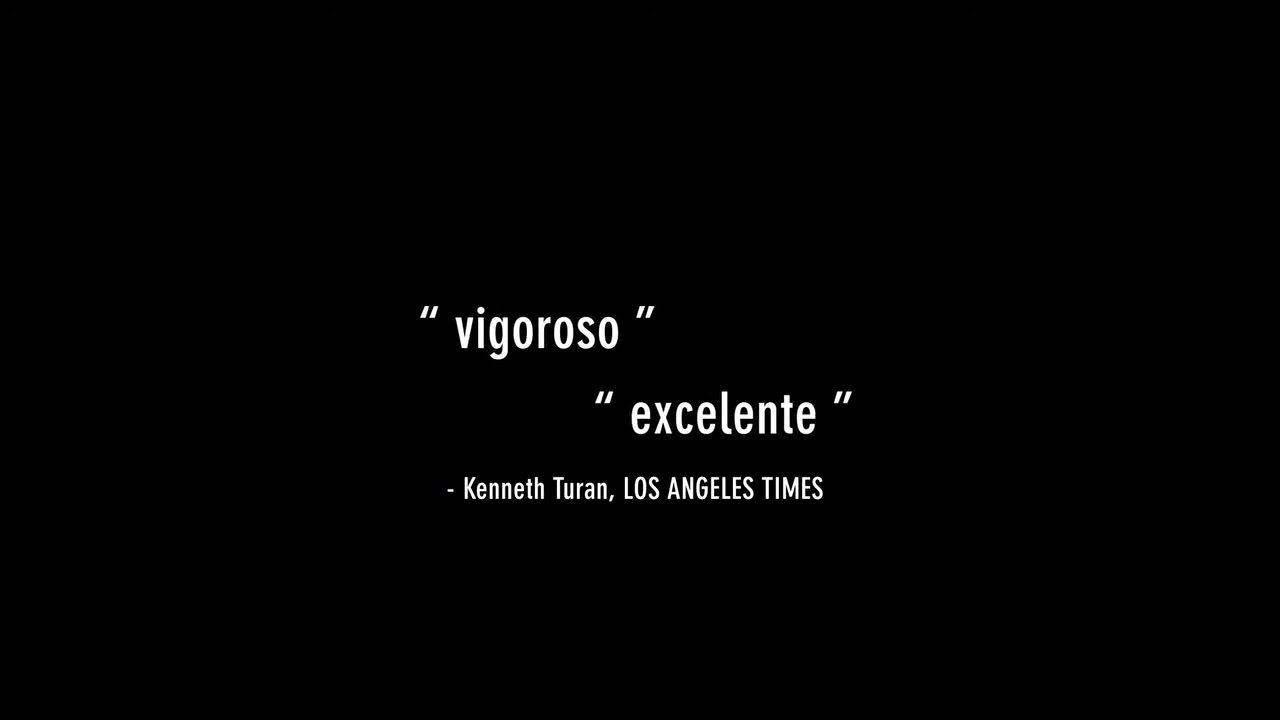 “ vigoroso ”
“ excelente ”
- Kenneth Turan, LOS ANGELES TIMES